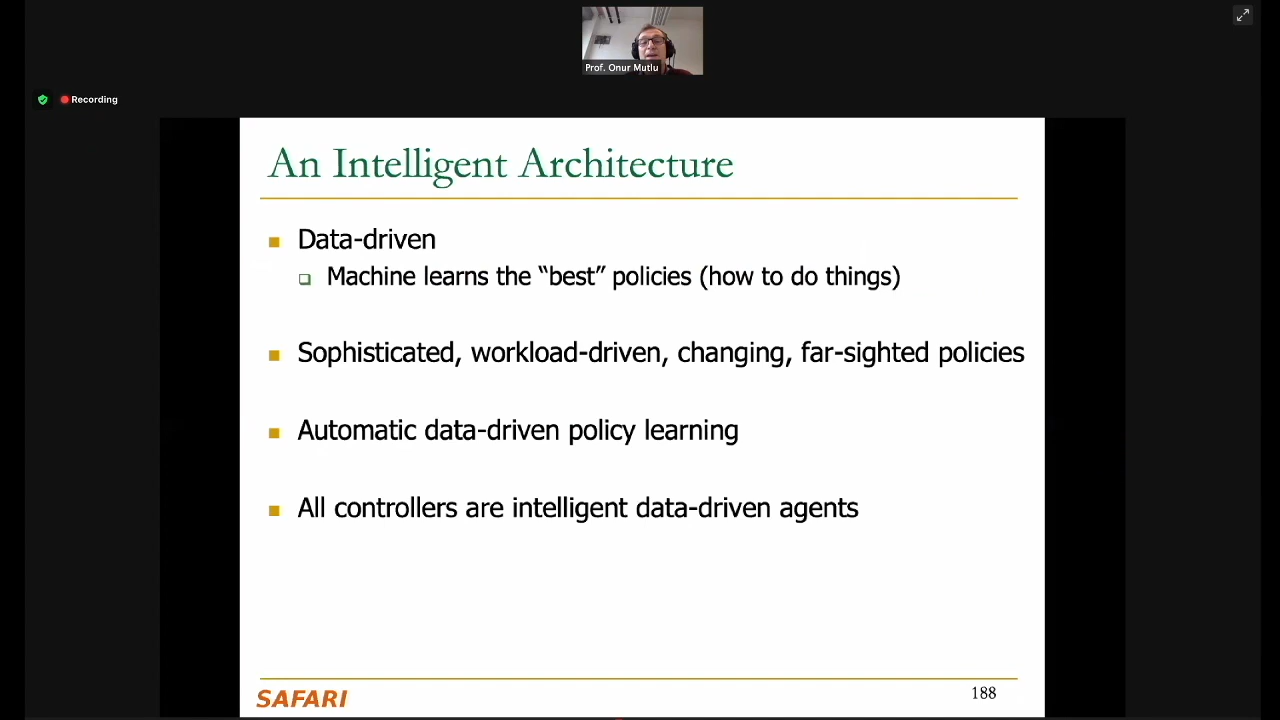 Prof. Onur Mutlu
Recording
An Intelligent Architecture
Data-driven
Machine learns the “best” policies (how to do things)
Sophisticated, workload-driven, changing, far-sighted policies
Automatic data-driven policy learning
All controllers are intelligent data-driven agents
SAFARI
188